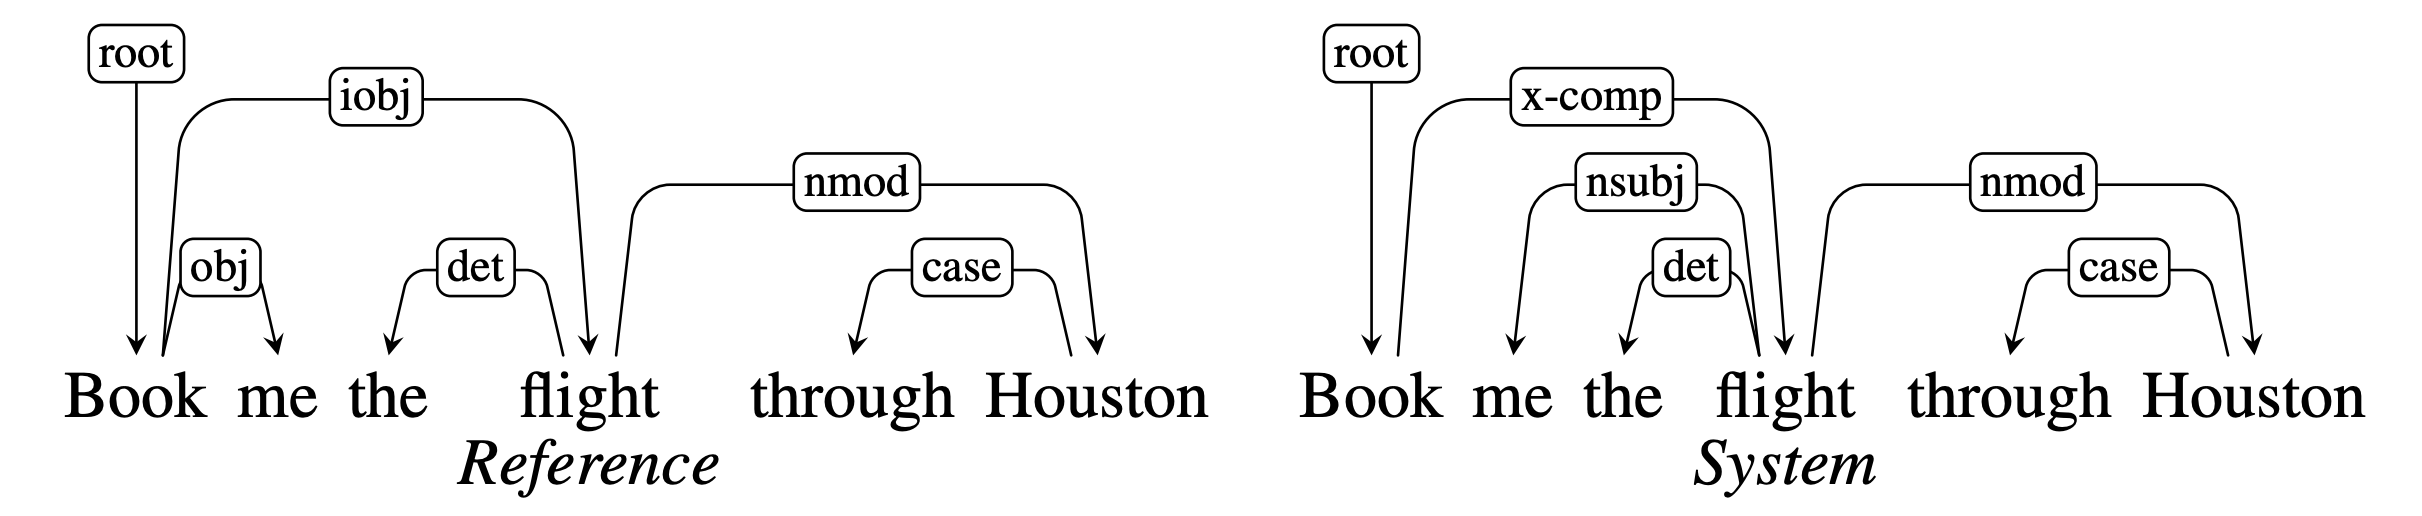 root root
iobj x-comp
nmod nsubj nmod
obj det case det case
Book me the flight through Houston Book me the flight through Houston
Reference System